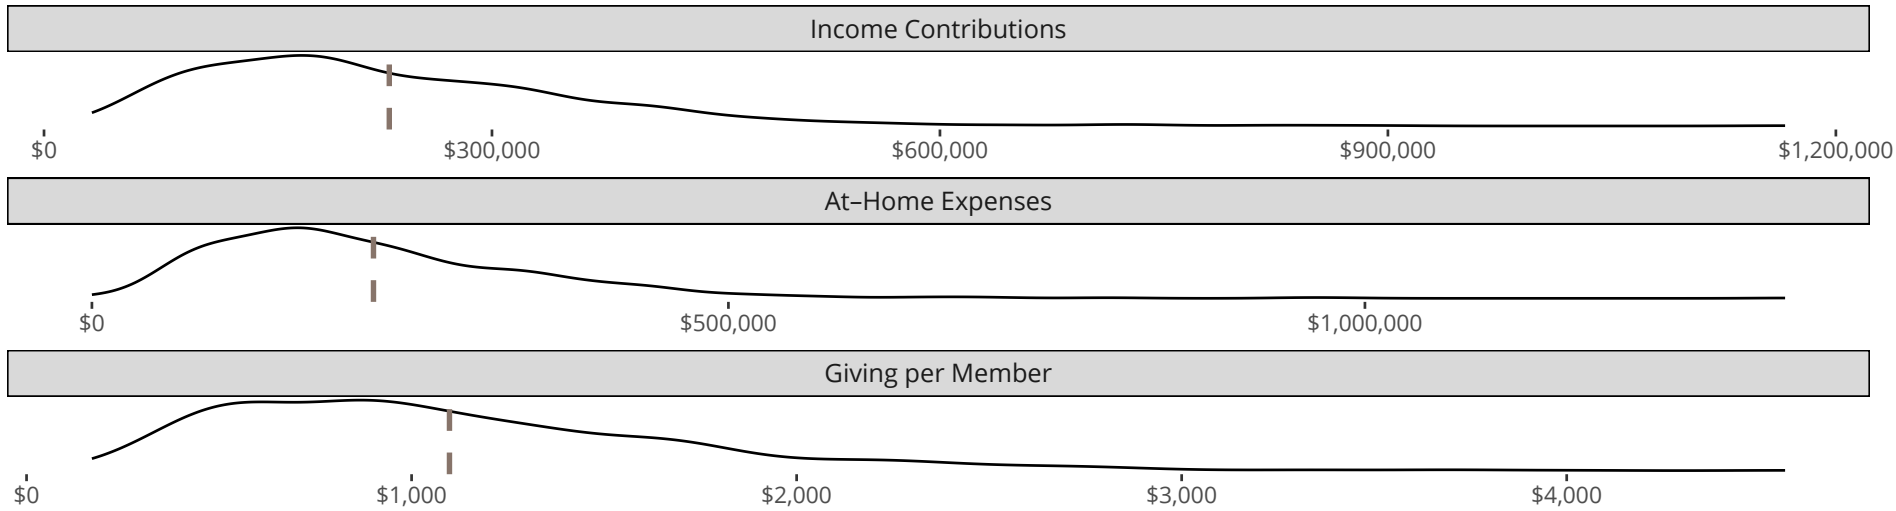 Income Contributions
$0 $300,000 $600,000 $900,000 $1,200,000
At–Home Expenses
$0 $500,000 $1,000,000
Giving per Member
$0 $1,000 $2,000 $3,000 $4,000